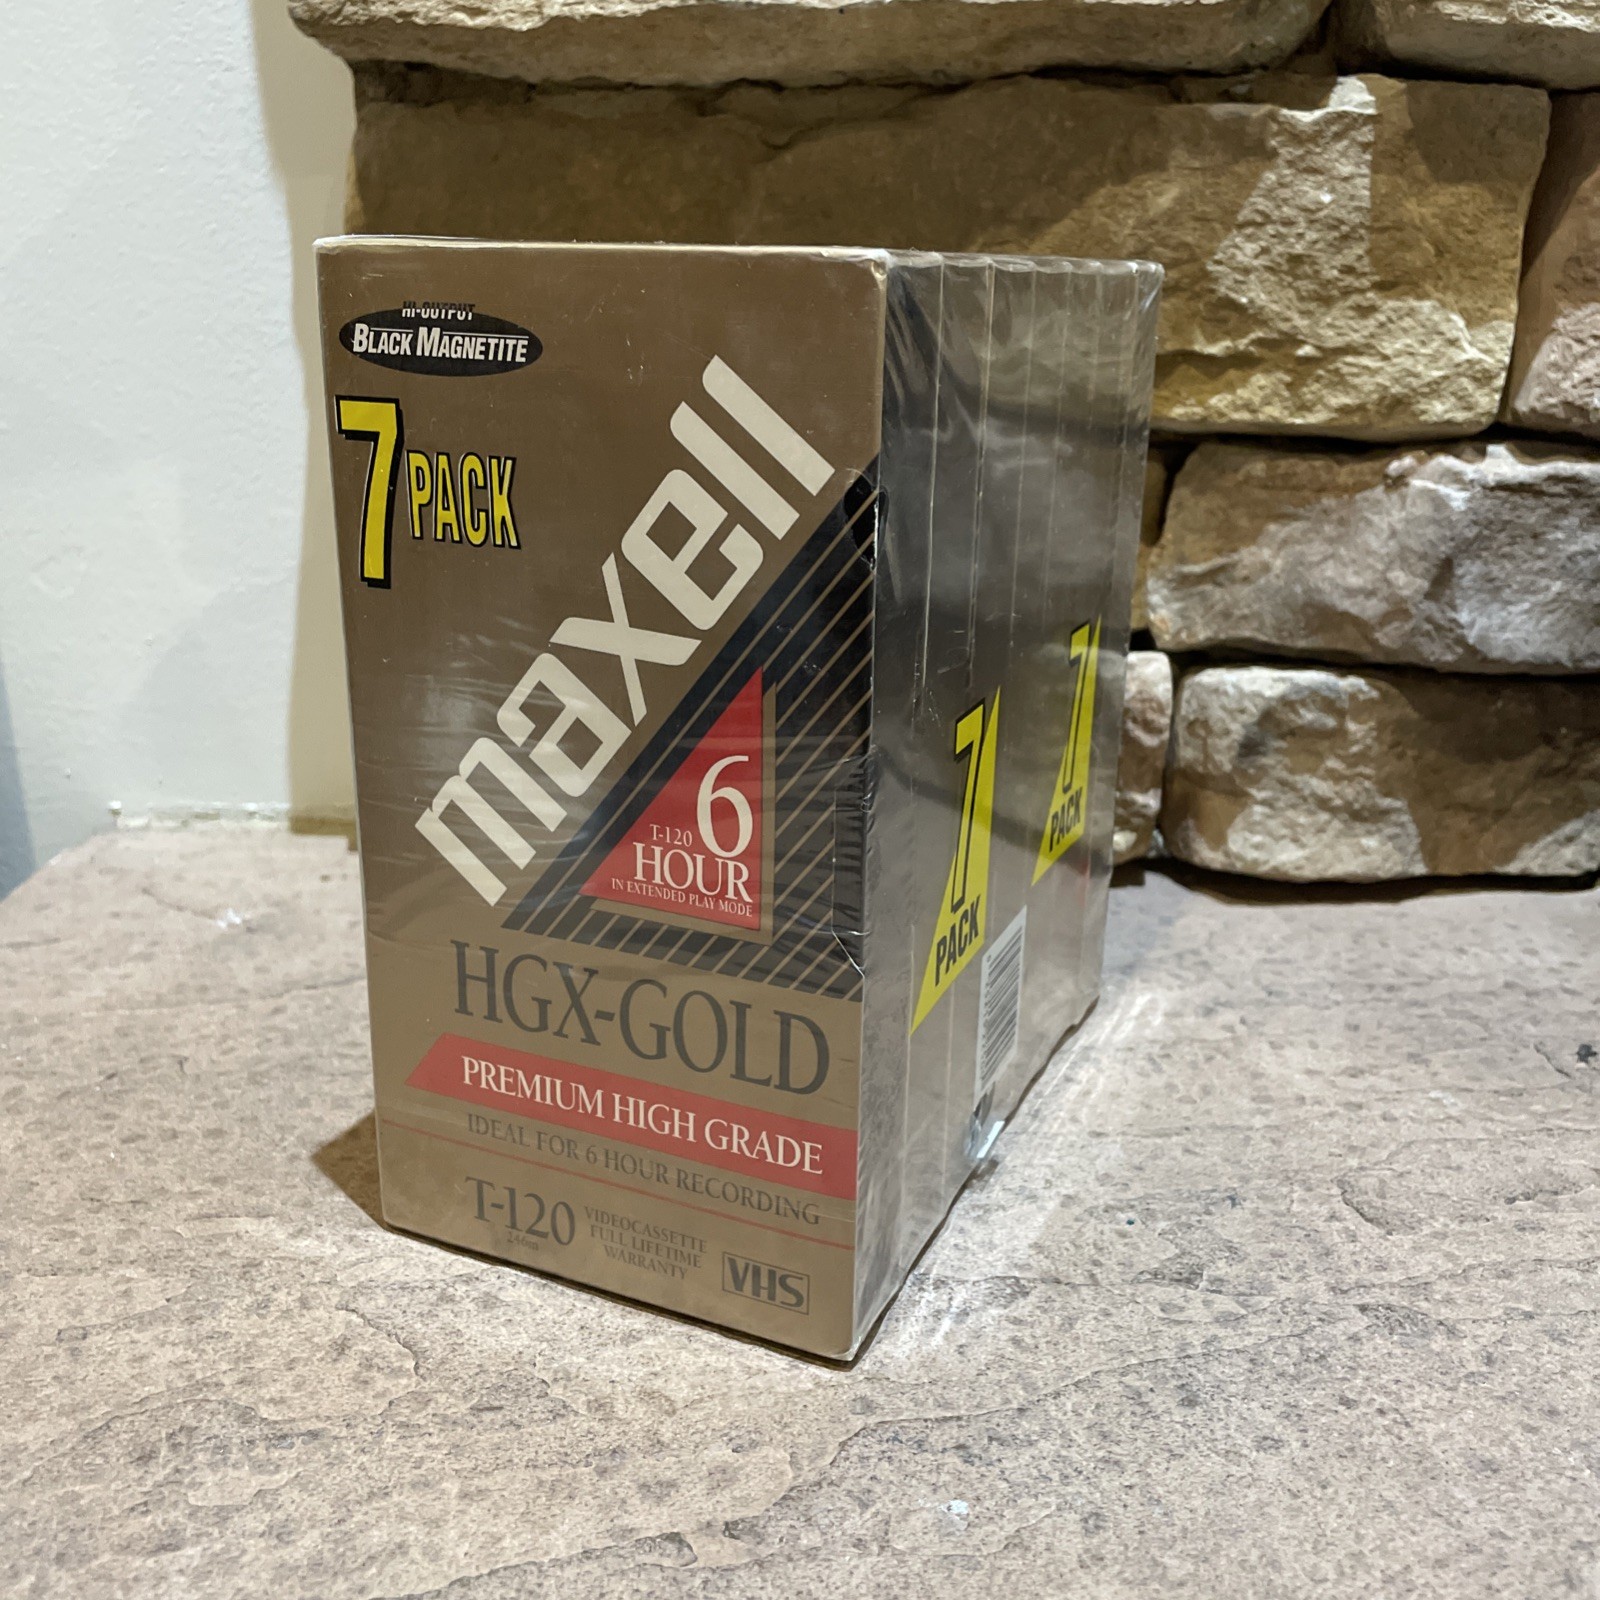 HI-OUTPUT
BLACK MAGNETITE
7 PACK
maxell
6
T-120
HOUR
IN EXTENDED PLAY MODE
HGX-GOLD
PREMIUM HIGH GRADE
IDEAL FOR 6 HOUR RECORDING
T-120
246m
VIDEOCASSETTE
FULL LIFETIME
WARRANTY
VHS
7
PACK
7
PACK